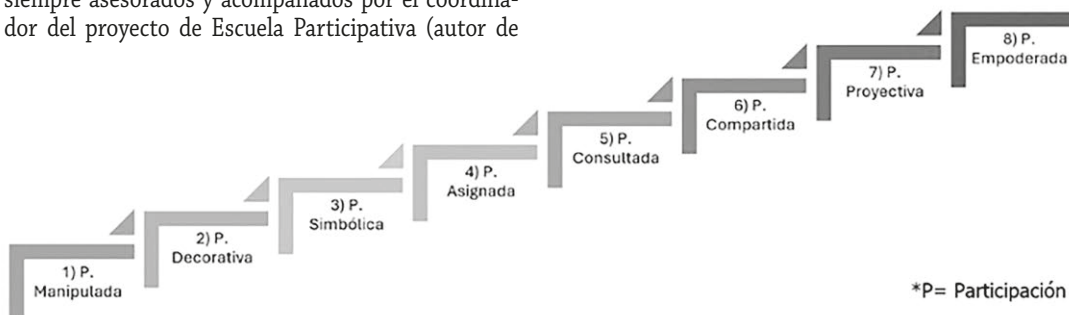 siempre asesorados y acompañados por el coordina-
dor del proyecto de Escuela Participativa (autor de
8) P.
Empoderada
7) P.
Proyectiva
6) P.
Compartida
5) P.
Consultada
4) P.
Asignada
3) P.
Simbólica
2) P.
Decorativa
1) P.
Manipulada
*P= Participación